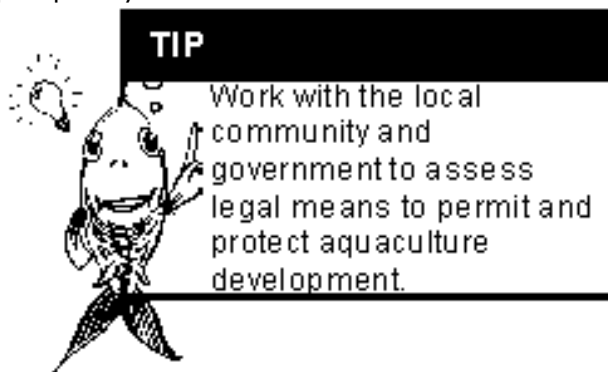 TIP
Work with the local
community and
government to assess
legal means to permit and
protect aquaculture
development.